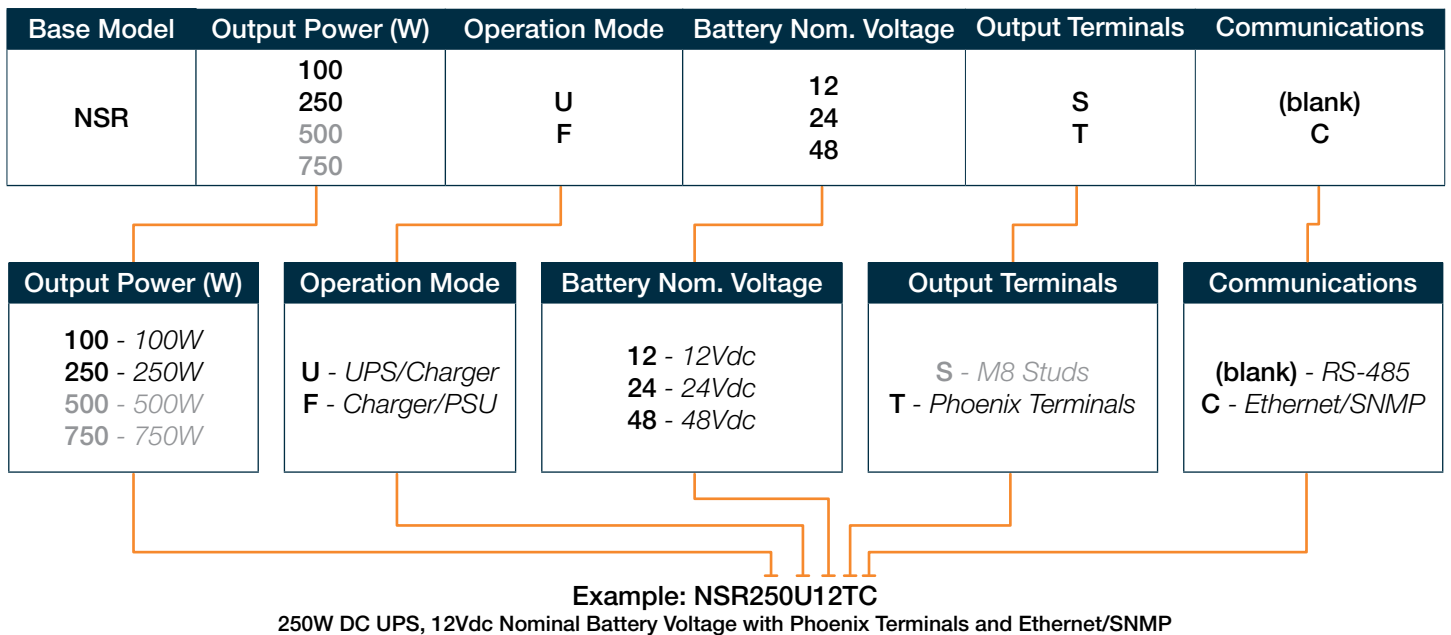 Base Model Output Power (W) Operation Mode Battery Nom. Voltage Output Terminals Communications
NSR
100
250
500
750
U
F
12
24
48
S
T
(blank)
C
Output Power (W)
100 - 100W
250 - 250W
500 - 500W
750 - 750W
Operation Mode
U - UPS/Charger
F - Charger/PSU
Battery Nom. Voltage
12 - 12Vdc
24 - 24Vdc
48 - 48Vdc
Output Terminals
S - M8 Studs
T - Phoenix Terminals
Communications
(blank) - RS-485
C - Ethernet/SNMP
Example: NSR250U12TC
250W DC UPS, 12Vdc Nominal Battery Voltage with Phoenix Terminals and Ethernet/SNMP